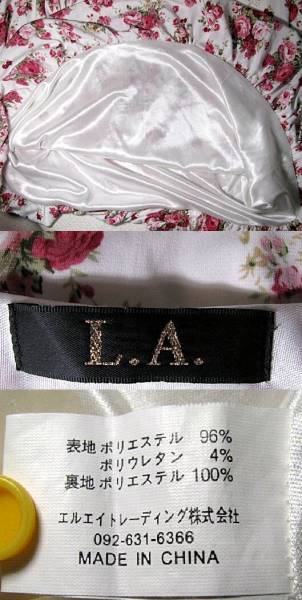 L.A.
表地 ポリエステル 96%
ポリウレタン 4%
裏地 ポリエステル 100%
エルエイトレーディング株式会社
092-631-6366
MADE IN CHINA